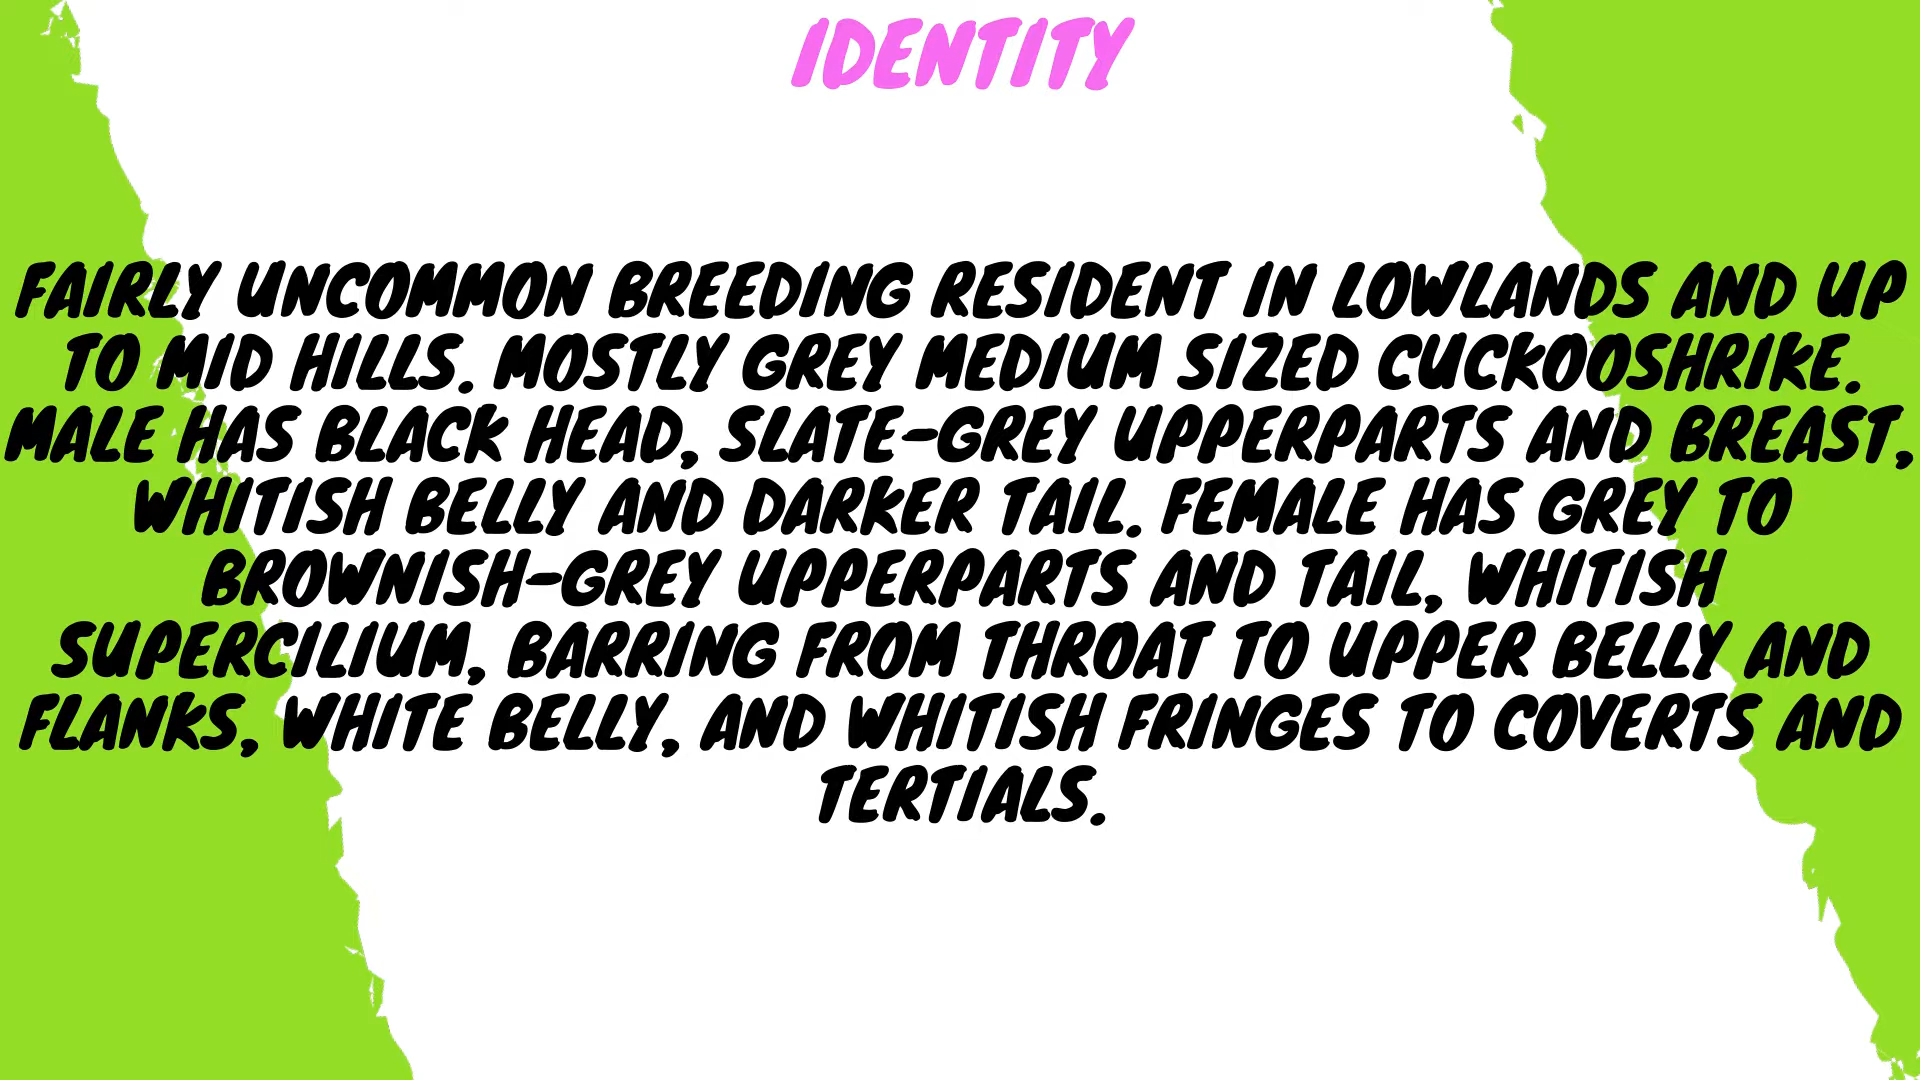 IDENTITY
FAIRLY UNCOMMON BREEDING RESIDENT IN LOWLANDS AND UP
TO MID HILLS. MOSTLY GREY MEDIUM SIZED CUCKOOSHRIKE.
MALE HAS BLACK HEAD, SLATE-GREY UPPERPARTS AND BREAST,
WHITISH BELLY AND DARKER TAIL. FEMALE HAS GREY TO
BROWNISH-GREY UPPERPARTS AND TAIL, WHITISH
SUPERCILIUM, BARRING FROM THROAT TO UPPER BELLY AND
FLANKS, WHITE BELLY, AND WHITISH FRINGES TO COVERTS AND
TERTIALS.